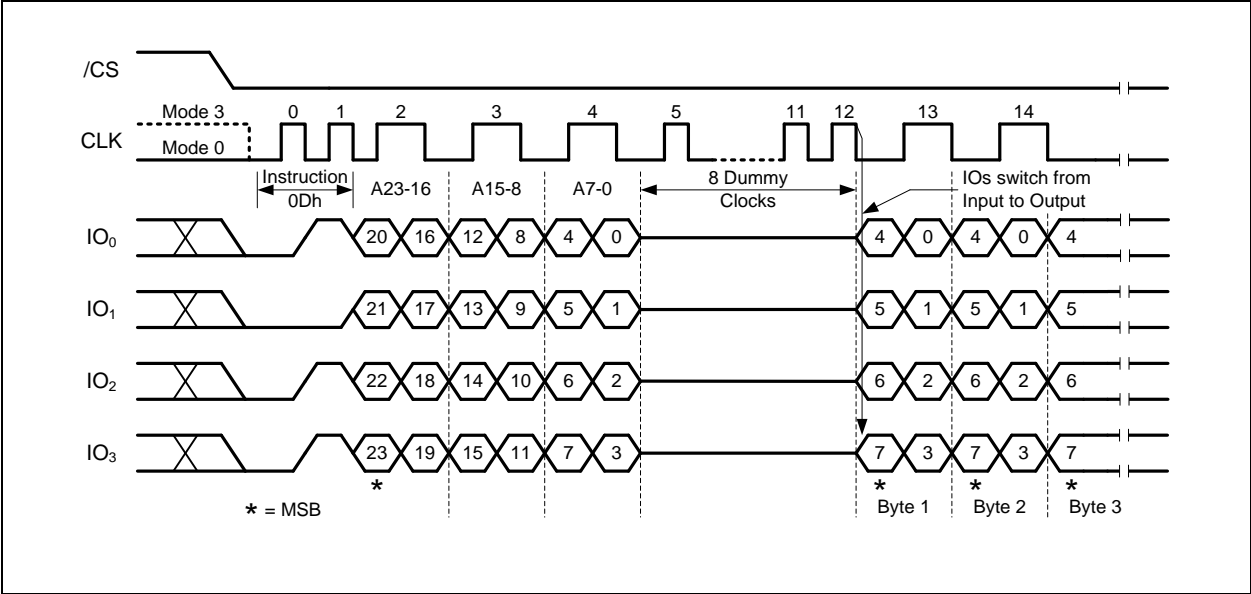 /CS
Mode 3 0 1 2 3 4 5 11 12 13 14
CLK
Mode 0
Instruction 8 Dummy IOs switch from
0Dh A23-16 A15-8 A7-0 Clocks Input to Output
IO₀ 20 16 12 8 4 0 4 0 4 0 4
IO₁ 21 17 13 9 5 1 5 1 5 1 5
IO₂ 22 18 14 10 6 2 6 2 6 2 6
IO₃ 23 19 15 11 7 3 7 3 7 3 7
* * * *
* = MSB Byte 1 Byte 2 Byte 3